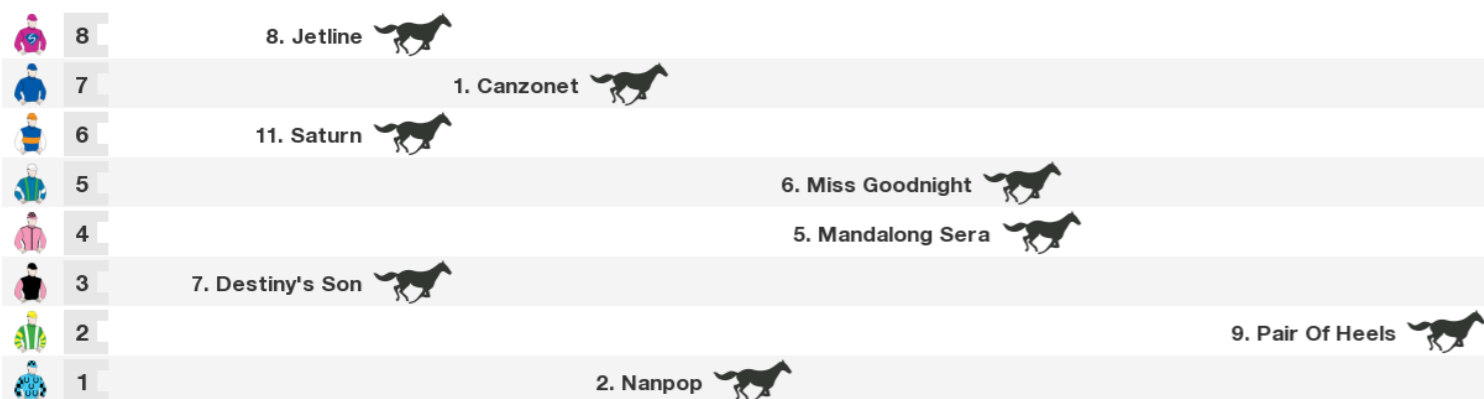 8 8. Jetline
7 1. Canzonet
6 11. Saturn
5 6. Miss Goodnight
4 5. Mandalong Sera
3 7. Destiny's Son
2 9. Pair Of Heels
1 2. Nanpop